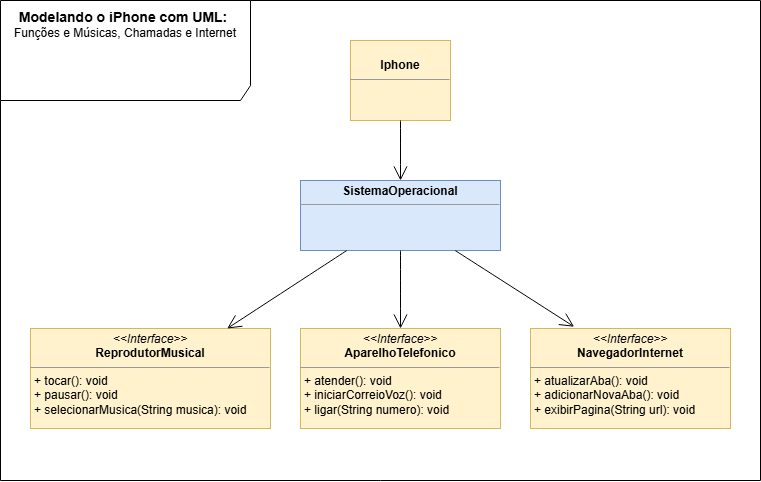 Modelando o iPhone com UML:
Funções e Músicas, Chamadas e Internet
Iphone
SistemaOperacional
<<Interface>>
ReprodutorMusical
+ tocar(): void
+ pausar(): void
+ selecionarMusica(String musica): void
<<Interface>>
AparelhoTelefonico
+ atender(): void
+ iniciarCorreioVoz(): void
+ ligar(String numero): void
<<Interface>>
NavegadorInternet
+ atualizarAba(): void
+ adicionarNovaAba(): void
+ exibirPagina(String url): void